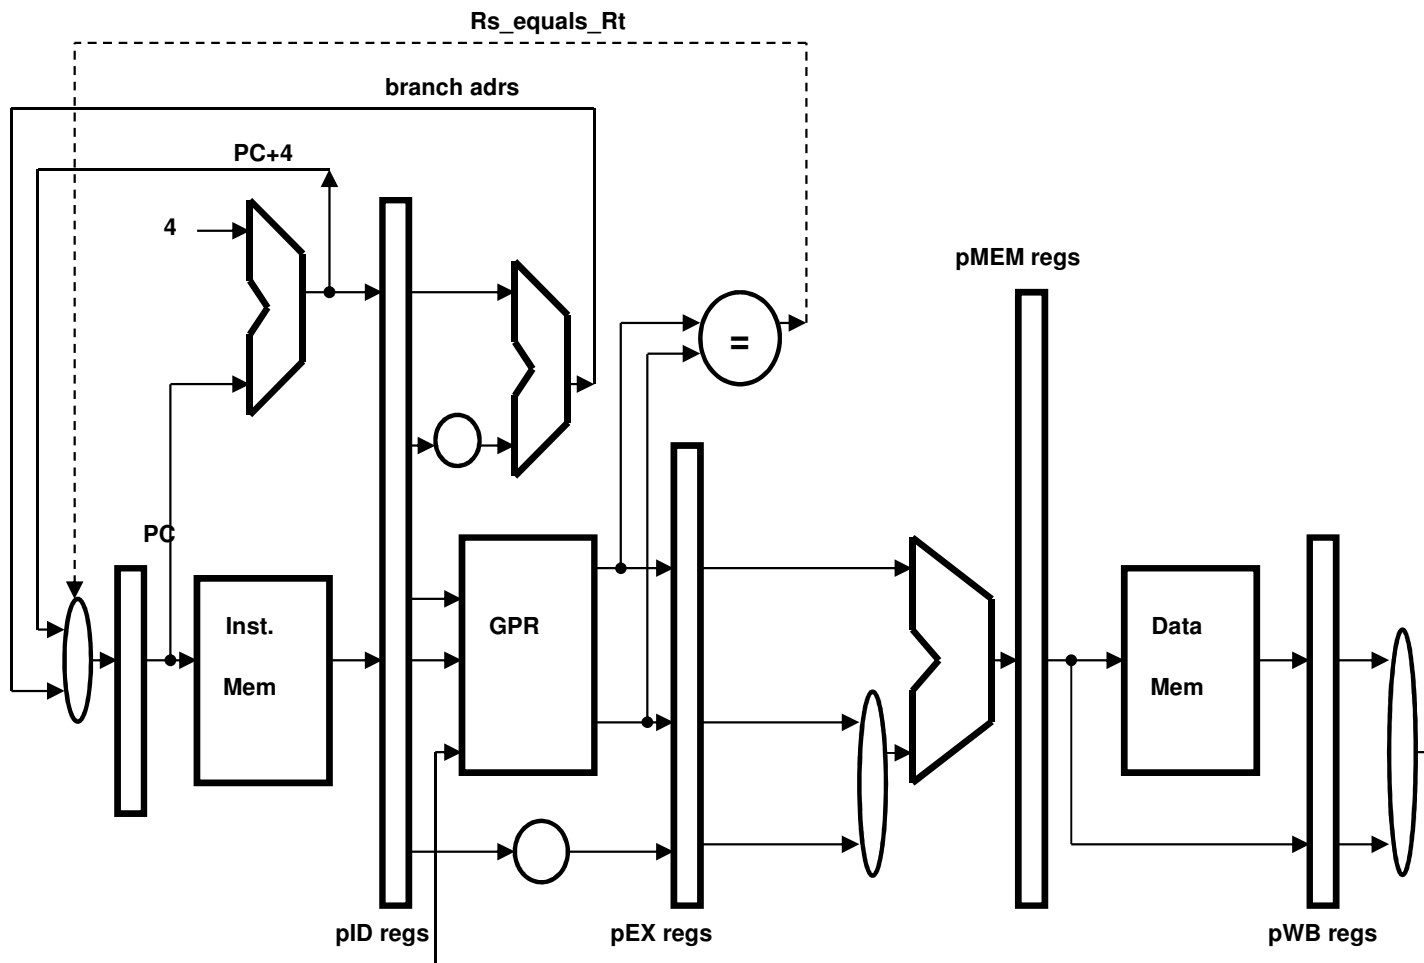 Rs_equals_Rt
branch adrs
PC+4
4
pMEM regs
=
PC
Inst.
Mem
GPR
Data
Mem
pID regs
pEX regs
pWB regs